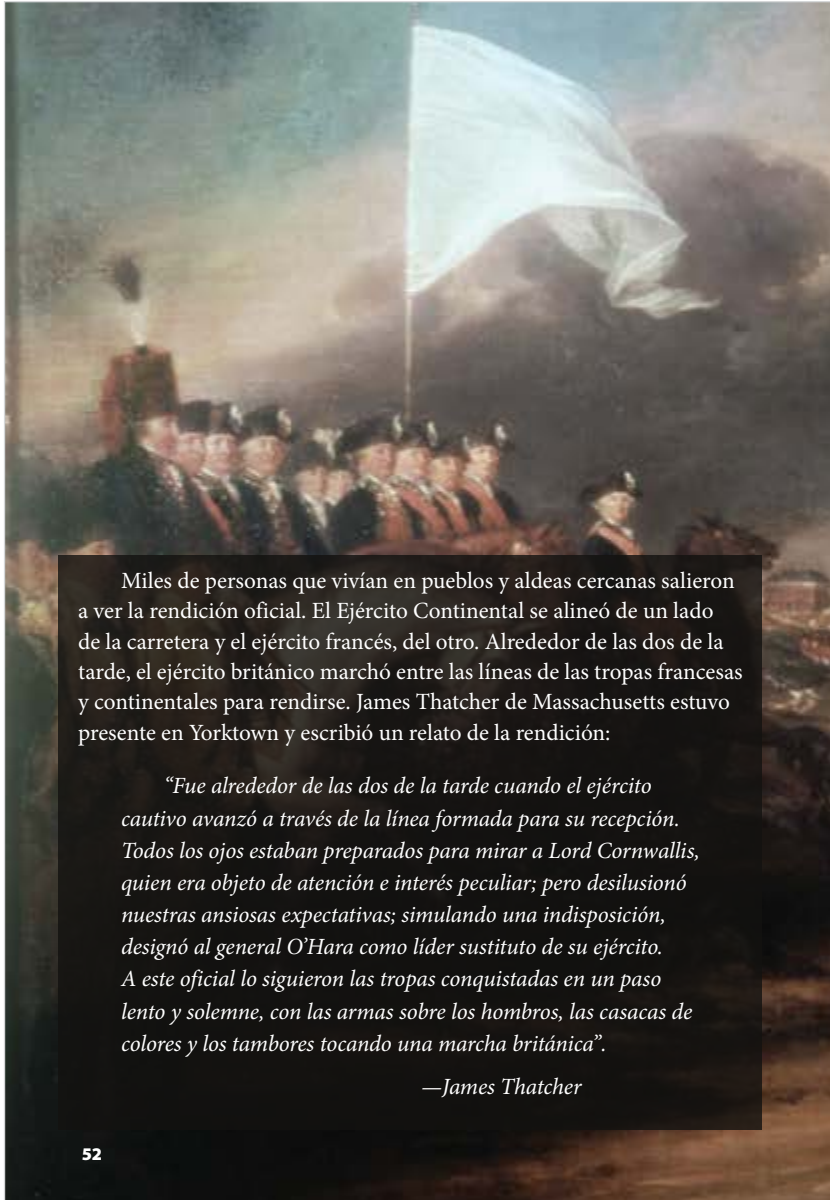 Miles de personas que vivían en pueblos y aldeas cercanas salieron
a ver la rendición oficial. El Ejército Continental se alineó de un lado
de la carretera y el ejército francés, del otro. Alrededor de las dos de la
tarde, el ejército británico marchó entre las líneas de las tropas francesas
y continentales para rendirse. James Thatcher de Massachusetts estuvo
presente en Yorktown y escribió un relato de la rendición:
“Fue alrededor de las dos de la tarde cuando el ejército
cautivo avanzó a través de la línea formada para su recepción.
Todos los ojos estaban preparados para mirar a Lord Cornwallis,
quien era objeto de atención e interés peculiar; pero desilusionó
nuestras ansiosas expectativas; simulando una indisposición,
designó al general O’Hara como líder sustituto de su ejército.
A este oficial lo siguieron las tropas conquistadas en un paso
lento y solemne, con las armas sobre los hombros, las casacas de
colores y los tambores tocando una marcha británica”.
—James Thatcher
52